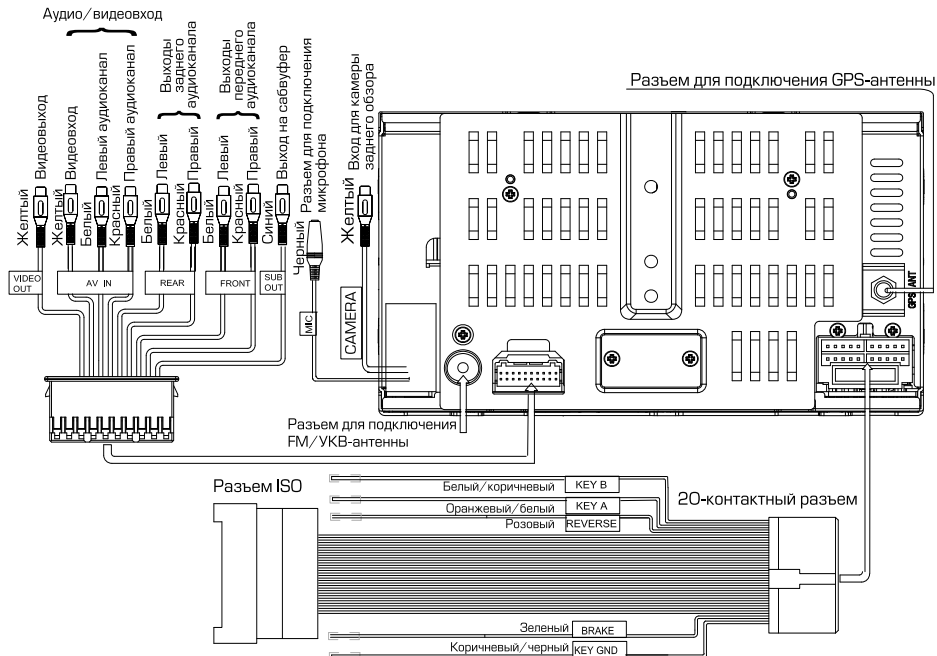 Аудио/видеовход
Видеовыход
Видеовход
Левый аудиоканал
Правый аудиоканал
Выходы
заднего
аудиоканала
Левый
Правый
Выходы
переднего
аудиоканала
Левый
Правый
Выход на сабвуфер
Разъем для подключения
микрофона
Вход для камеры
заднего обзора
Разъем для подключения GPS-антенны
Желтый
Желтый
Белый
Красный
Белый
Красный
Белый
Красный
Синий
Черный
Желтый
VIDEO
OUT
AV IN
REAR
FRONT
SUB
OUT
MIC
CAMERA
GPS ANT
Разъем для подключения
FM/УКВ-антенны
Разъем ISO
Белый/коричневый
KEY B
Оранжевый/белый
KEY A
Розовый
REVERSE
20-контактный разъем
Зеленый
BRAKE
Коричневый/черный
KEY GND